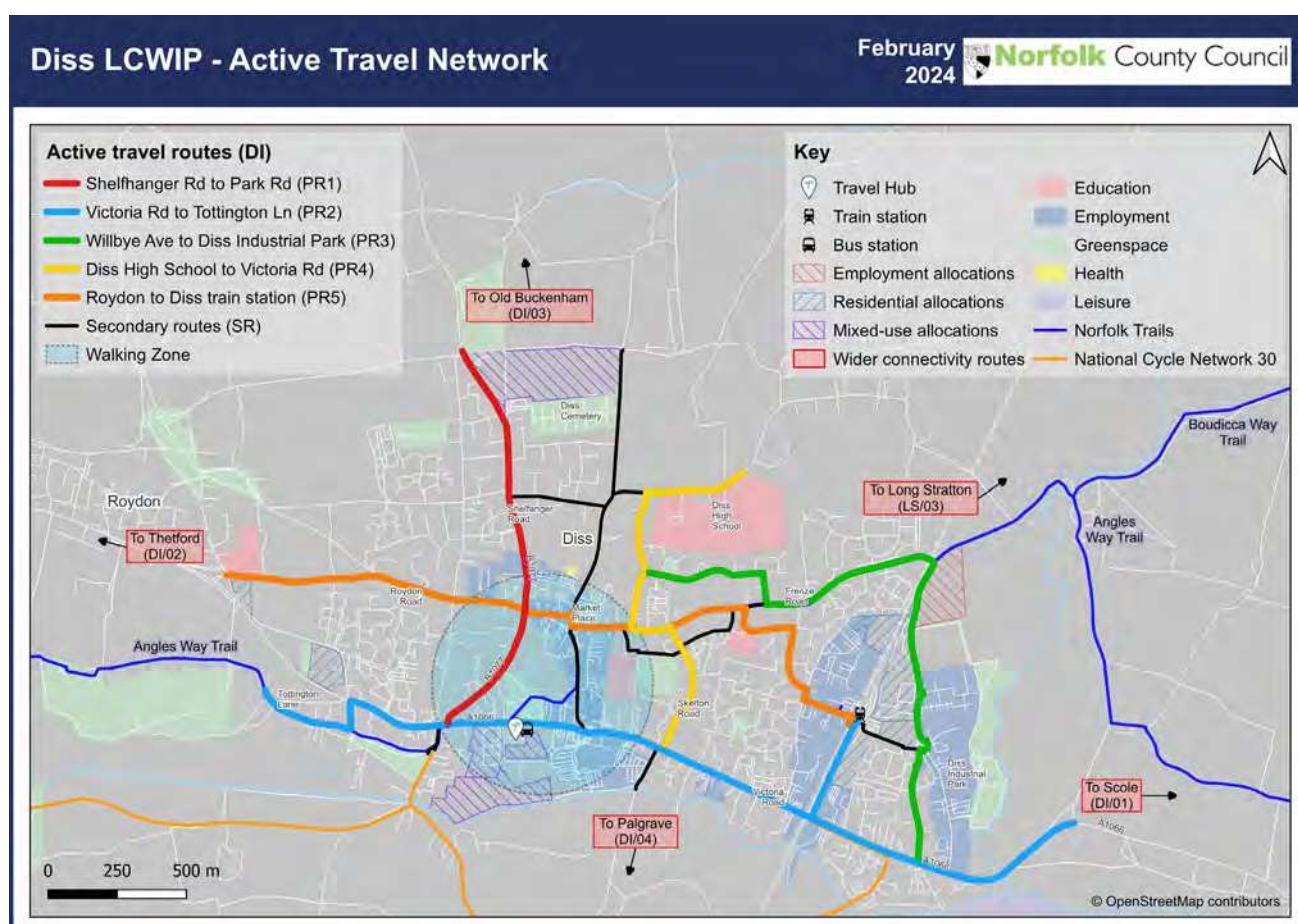 Diss LCWIP - Active Travel Network
February
2024
Norfolk County Council
Active travel routes (DI)
Shelfhanger Rd to Park Rd (PR1)
Victoria Rd to Tottington Ln (PR2)
Willbye Ave to Diss Industrial Park (PR3)
Diss High School to Victoria Rd (PR4)
Roydon to Diss train station (PR5)
Secondary routes (SR)
Walking Zone
Key
Travel Hub
Train station
Bus station
Employment allocations
Residential allocations
Mixed-use allocations
Wider connectivity routes
Education
Employment
Greenspace
Health
Leisure
Norfolk Trails
National Cycle Network 30
To Old Buckenham
(DI/03)
Diss
Cemetery
Boudicca Way
Trail
Roydon
To Long Stratton
(LS/03)
Shelfanger
Road
Diss
High
School
Diss
Angles
Way Trail
To Thetford
(DI/02)
B1077
Roydon
Road
Market
Place
Frenze
Road
Angles Way Trail
B1077
Tottington
Lane
Skelton
Road
A1066
Diss
Industrial
Park
Victoria
Road
To Scole
(DI/01)
To Palgrave
(DI/04)
A1066
A1066
0 250 500 m
© OpenStreetMap contributors